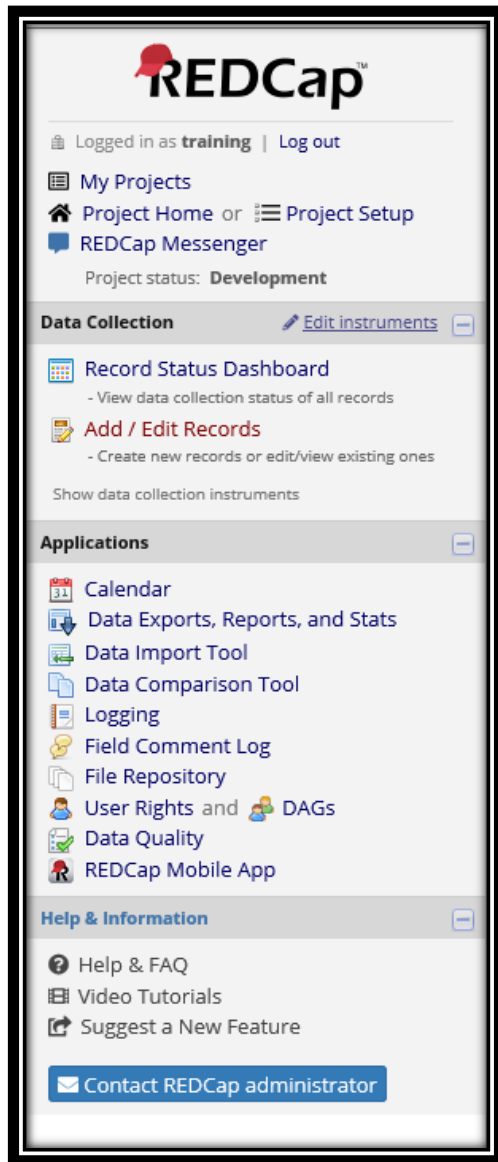 REDCap™
Logged in as training | Log out
My Projects
Project Home or Project Setup
REDCap Messenger
Project status: Development
Data Collection Edit instruments
Record Status Dashboard
- View data collection status of all records
Add / Edit Records
- Create new records or edit/view existing ones
Show data collection instruments
Applications
31 Calendar
Data Exports, Reports, and Stats
Data Import Tool
Data Comparison Tool
Logging
Field Comment Log
File Repository
User Rights and DAGs
Data Quality
REDCap Mobile App
Help & Information
Help & FAQ
Video Tutorials
Suggest a New Feature
Contact REDCap administrator